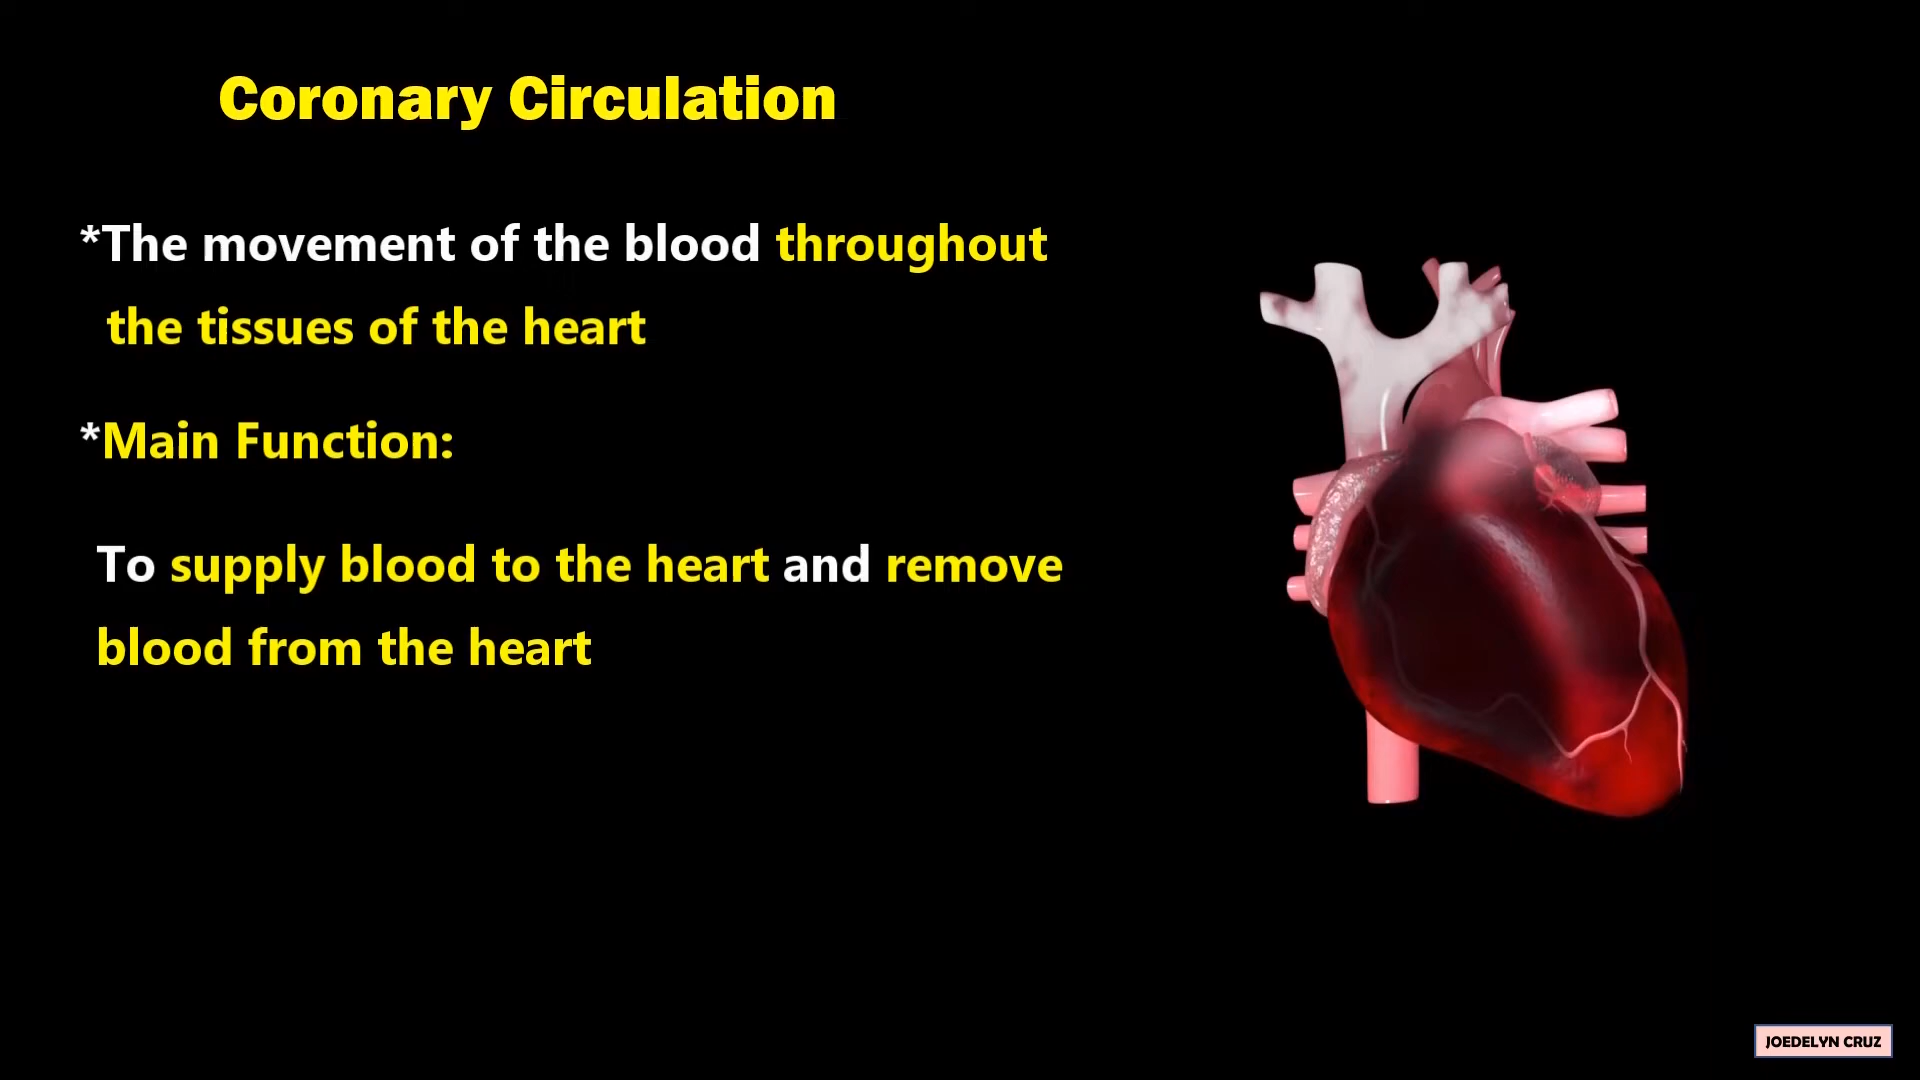 Coronary Circulation
*The movement of the blood throughout
the tissues of the heart
*Main Function:
To supply blood to the heart and remove
blood from the heart
JOEDELYN CRUZ